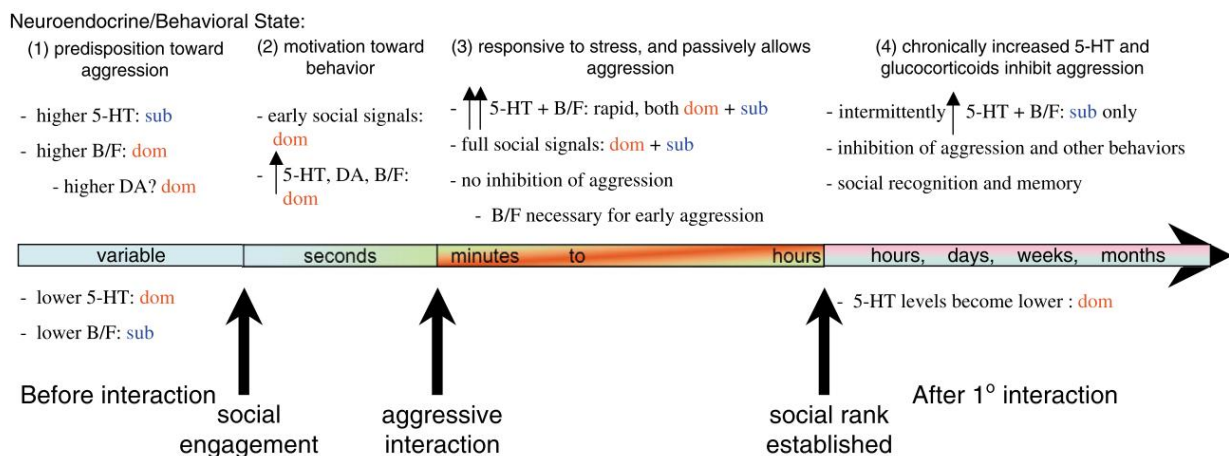 Neuroendocrine/Behavioral State:
(1) predisposition toward
aggression
- higher 5-HT: sub
- higher B/F: dom
- higher DA? dom
(2) motivation toward
behavior
- early social signals:
dom
- 5-HT, DA, B/F:
dom
(3) responsive to stress, and passively allows
aggression
- 5-HT + B/F: rapid, both dom + sub
- full social signals: dom + sub
- no inhibition of aggression
- B/F necessary for early aggression
(4) chronically increased 5-HT and
glucocorticoids inhibit aggression
- intermittently 5-HT + B/F: sub only
- inhibition of aggression and other behaviors
- social recognition and memory
variable seconds minutes to hours hours, days, weeks, months
- lower 5-HT: dom
- lower B/F: sub
- 5-HT levels become lower : dom
Before interaction
social
engagement
aggressive
interaction
social rank
established
After 1° interaction